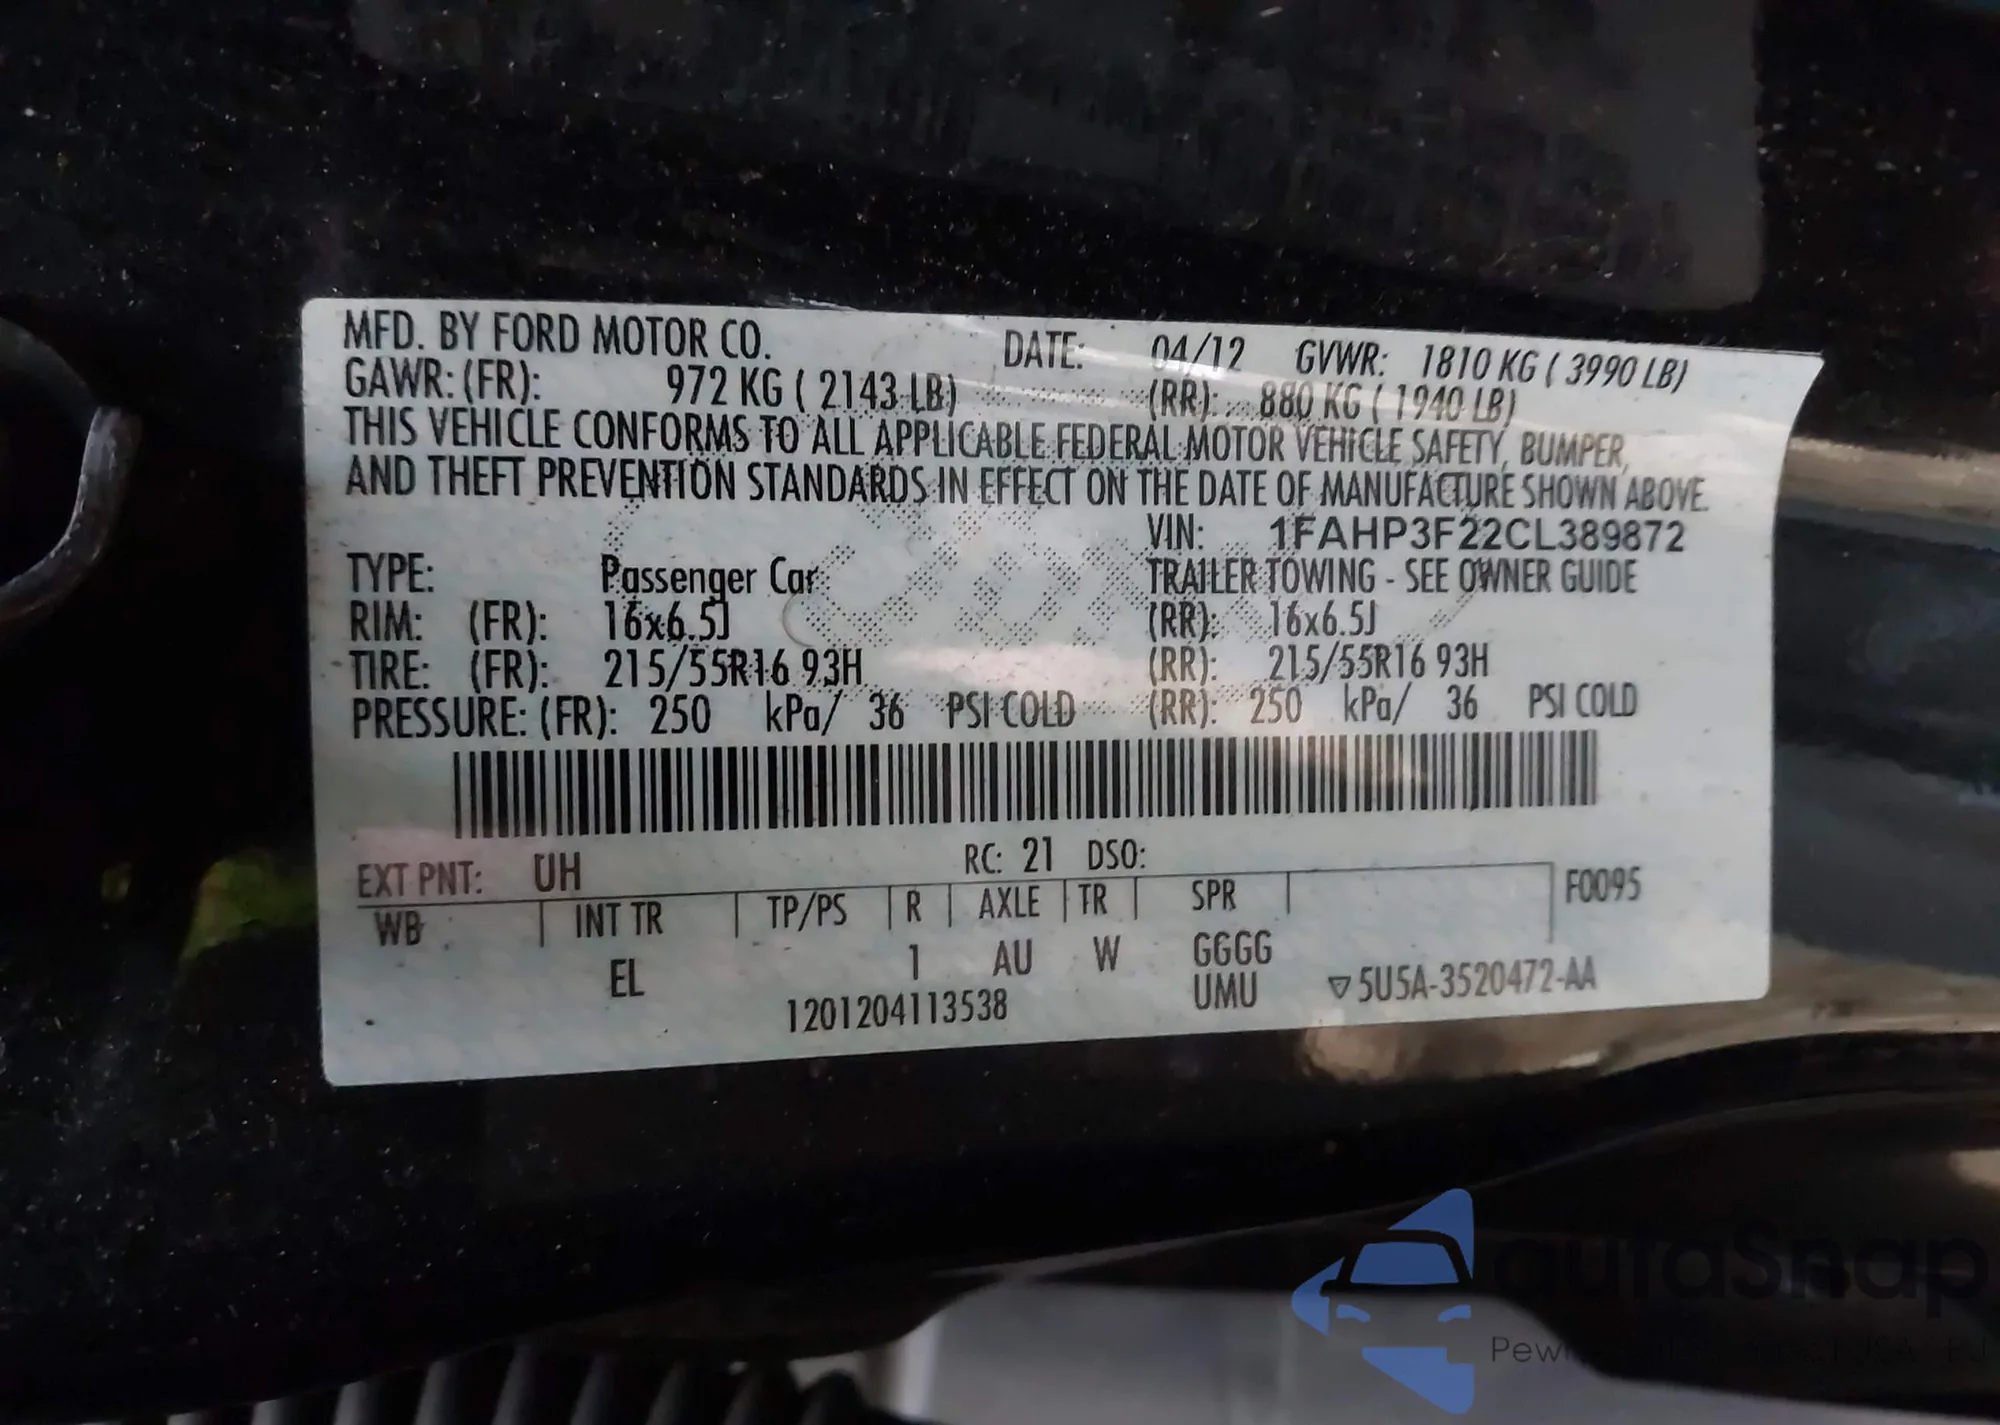 MFD. BY FORD MOTOR CO. DATE: 04/12 GVWR: 1810 KG ( 3990 LB)
GAWR: (FR): 972 KG ( 2143 LB) (RR): 880 KG ( 1940 LB)
THIS VEHICLE CONFORMS TO ALL APPLICABLE FEDERAL MOTOR VEHICLE SAFETY, BUMPER,
AND THEFT PREVENTION STANDARDS IN EFFECT ON THE DATE OF MANUFACTURE SHOWN ABOVE.
VIN: 1FAHP3F22CL389872
TYPE: Passenger Car TRAILER TOWING - SEE OWNER GUIDE
RIM: (FR): 16x6.5J (RR): 16x6.5J
TIRE: (FR): 215/55R16 93H (RR): 215/55R16 93H
PRESSURE: (FR): 250 kPa/ 36 PSI COLD (RR): 250 kPa/ 36 PSI COLD
EXT PNT: UH RC: 21 DSO:
WB INT TR TP/PS R AXLE TR SPR F0095
EL 1 AU W GGGG
UMU ▽5U5A-3520472-AA
1201204113538
autoSnap